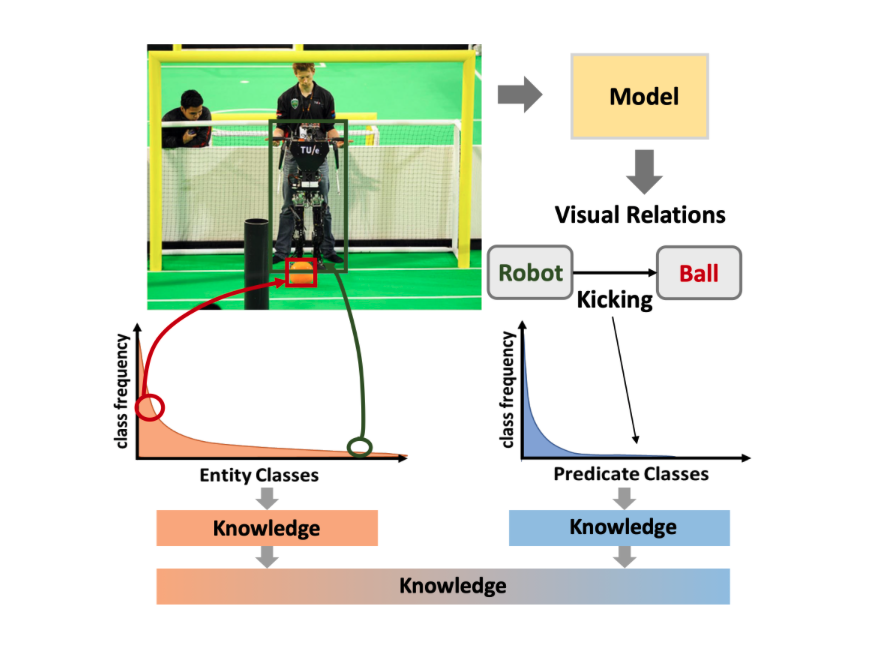 TU/e
Model
Visual Relations
Robot
Ball
Kicking
class frequency
Entity Classes
class frequency
Predicate Classes
Knowledge
Knowledge
Knowledge